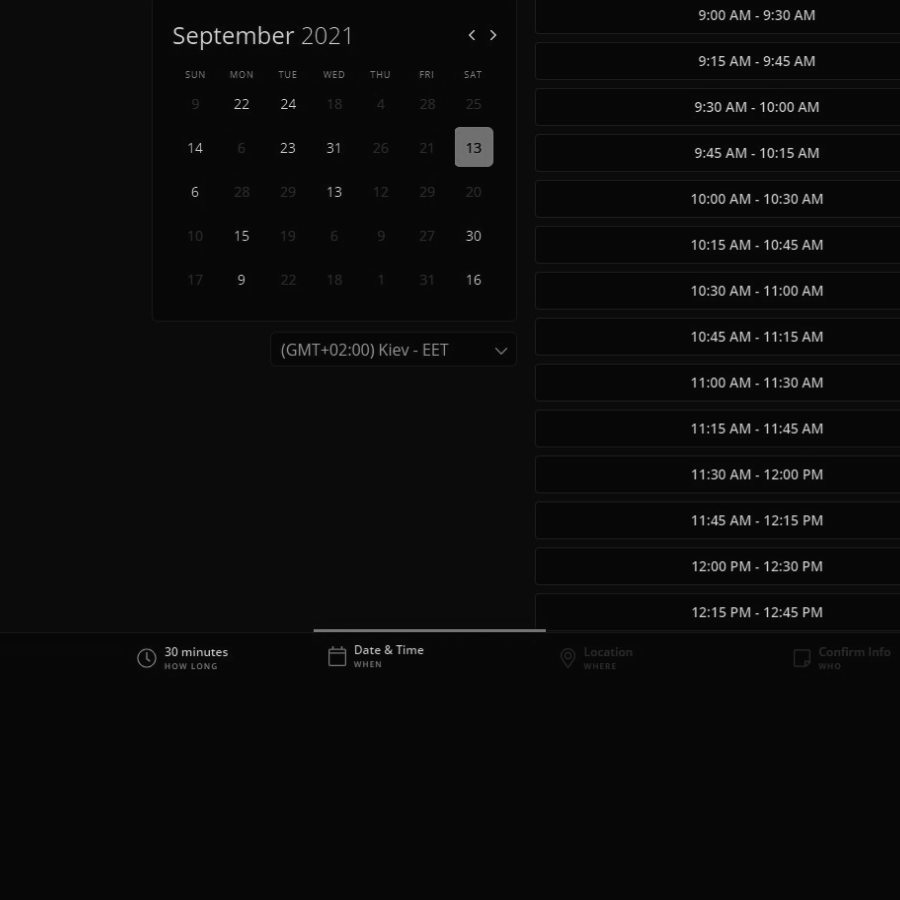 September 2021
SUN MON TUE WED THU FRI SAT
9 22 24 18 4 28 25
14 6 23 31 26 21 13
6 28 29 13 12 29 20
10 15 19 6 9 27 30
17 9 22 18 1 31 16
(GMT+02:00) Kiev - EET
9:00 AM - 9:30 AM
9:15 AM - 9:45 AM
9:30 AM - 10:00 AM
9:45 AM - 10:15 AM
10:00 AM - 10:30 AM
10:15 AM - 10:45 AM
10:30 AM - 11:00 AM
10:45 AM - 11:15 AM
11:00 AM - 11:30 AM
11:15 AM - 11:45 AM
11:30 AM - 12:00 PM
11:45 AM - 12:15 PM
12:00 PM - 12:30 PM
12:15 PM - 12:45 PM
30 minutes
HOW LONG
Date & Time
WHEN
Location
WHERE
Confirm Info
WHO